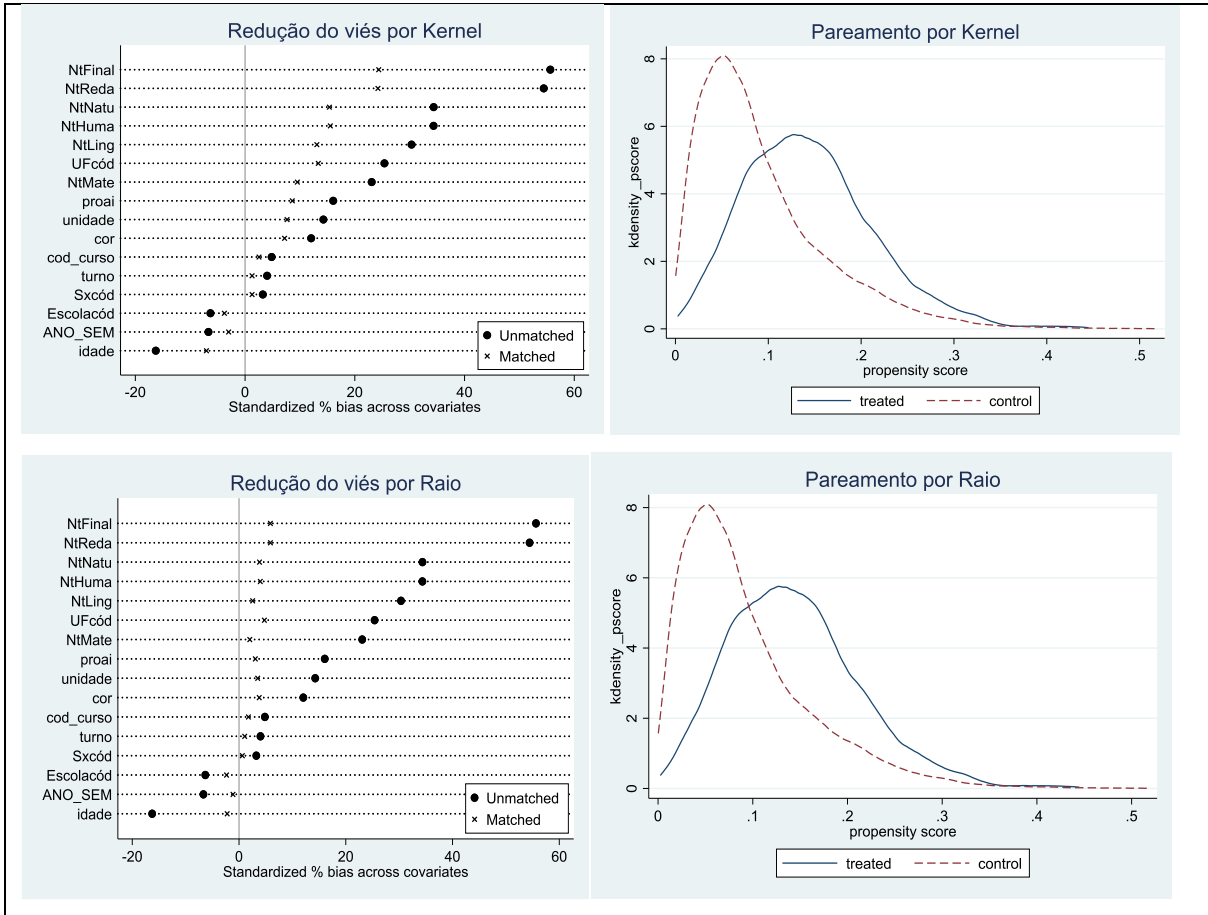 Redução do viés por Kernel
NtFinal
NtReda
NtNatu
NtHuma
NtLing
UFcód
NtMate
proai
unidade
cor
cod_curso
turno
Sxcód
Escolacód
ANO_SEM
idade
Unmatched
Matched
-20 0 20 40 60
Standardized % bias across covariates
Pareamento por Kernel
8
6
4
2
0
kdensity _pscore
0 .1 .2 .3 .4 .5
propensity score
treated control
Redução do viés por Raio
NtFinal
NtReda
NtNatu
NtHuma
NtLing
UFcód
NtMate
proai
unidade
cor
cod_curso
turno
Sxcód
Escolacód
ANO_SEM
idade
Unmatched
Matched
-20 0 20 40 60
Standardized % bias across covariates
Pareamento por Raio
8
6
4
2
0
kdensity _pscore
0 .1 .2 .3 .4 .5
propensity score
treated control